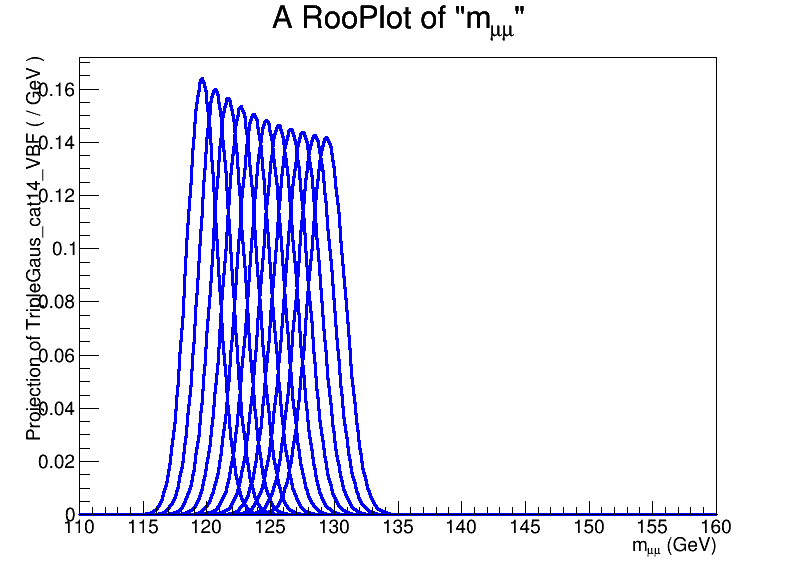 A RooPlot of "mμμ"
Projection of TripleGaus_cat14_VBF ( / GeV )
0.16
0.14
0.12
0.1
0.08
0.06
0.04
0.02
0
110 115 120 125 130 135 140 145 150 155 160
mμμ (GeV)